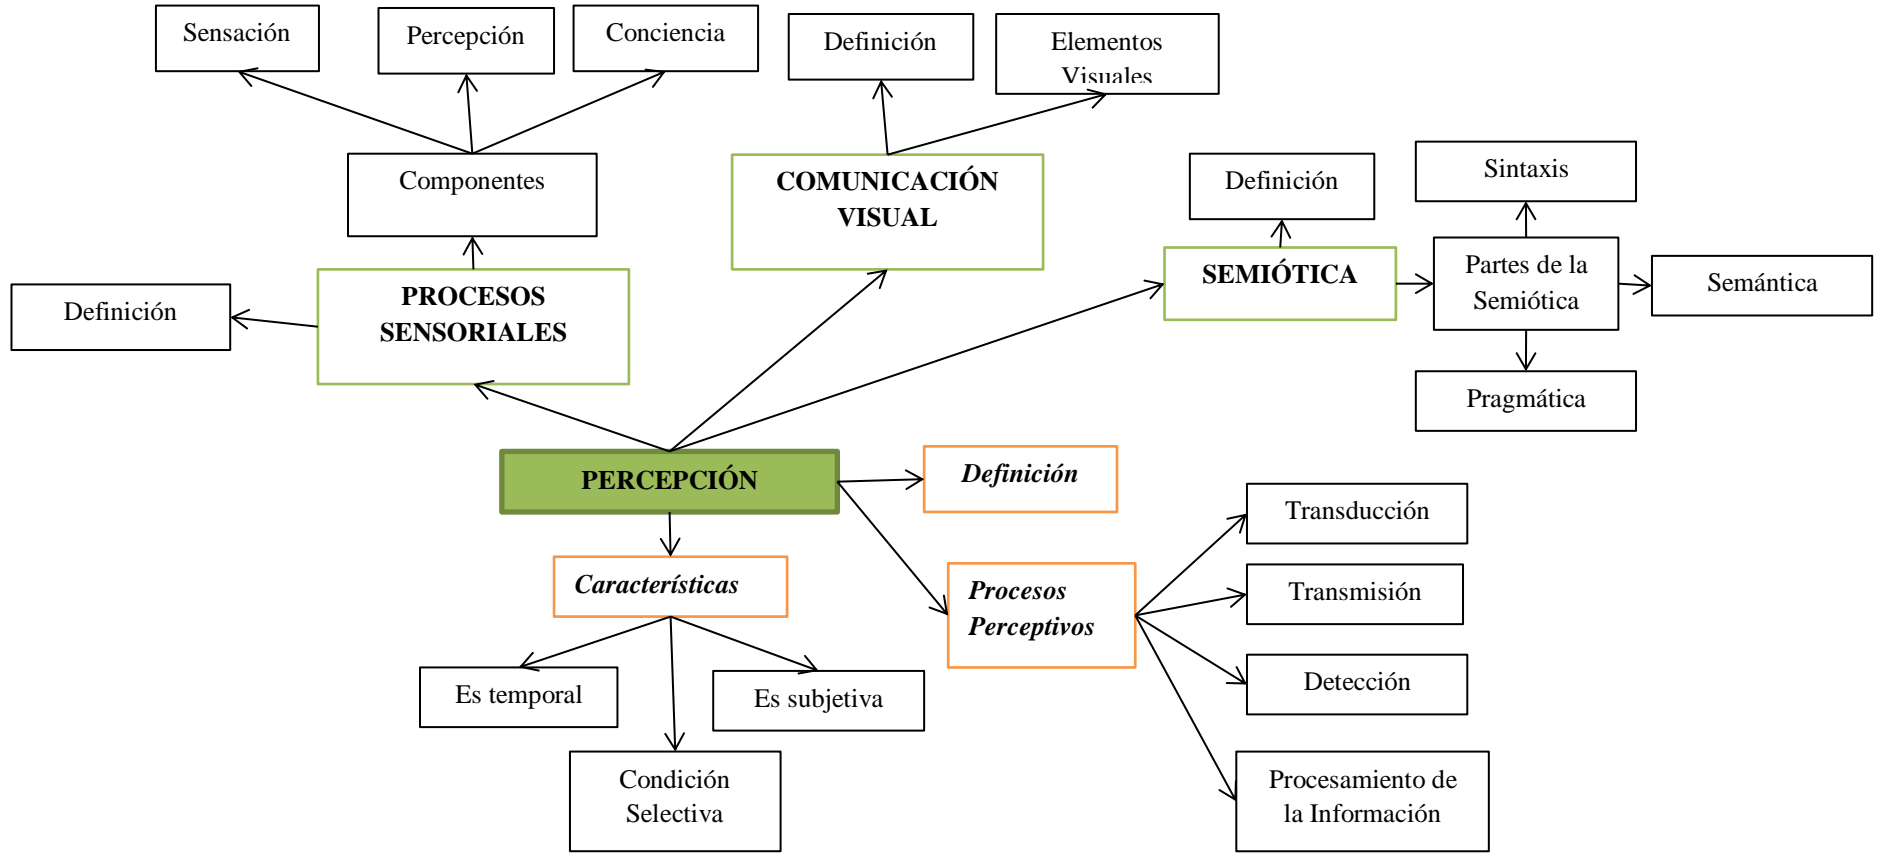 Sensación
Percepción
Conciencia
Definición
Elementos
Visuales
Componentes
COMUNICACIÓN
VISUAL
Definición
Sintaxis
PROCESOS
SENSORIALES
Definición
SEMIÓTICA
Partes de la
Semiótica
Semántica
Pragmática
PERCEPCIÓN
Definición
Características
Procesos
Perceptivos
Transducción
Transmisión
Detección
Procesamiento de
la Información
Es temporal
Es subjetiva
Condición
Selectiva